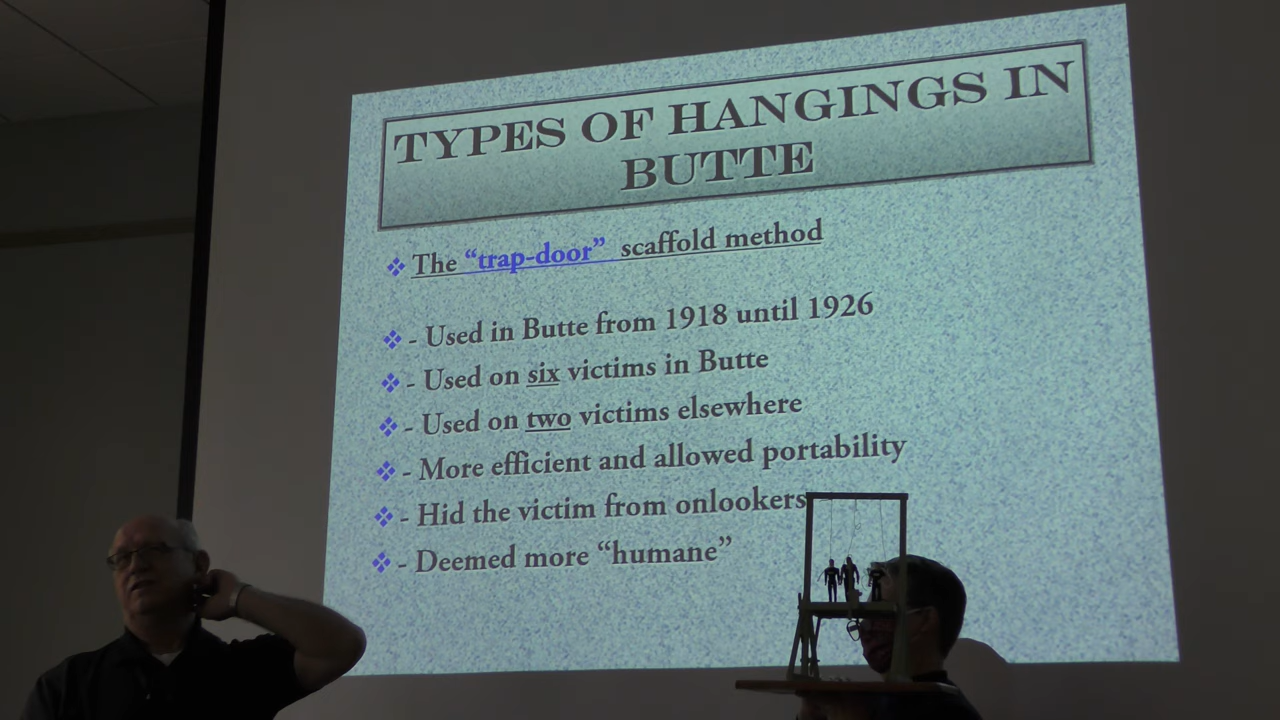 TYPES OF HANGINGS IN
BUTTE
The “trap-door” scaffold method
- Used in Butte from 1918 until 1926
- Used on six victims in Butte
- Used on two victims elsewhere
- More efficient and allowed portability
- Hid the victim from onlookers
- Deemed more “humane”